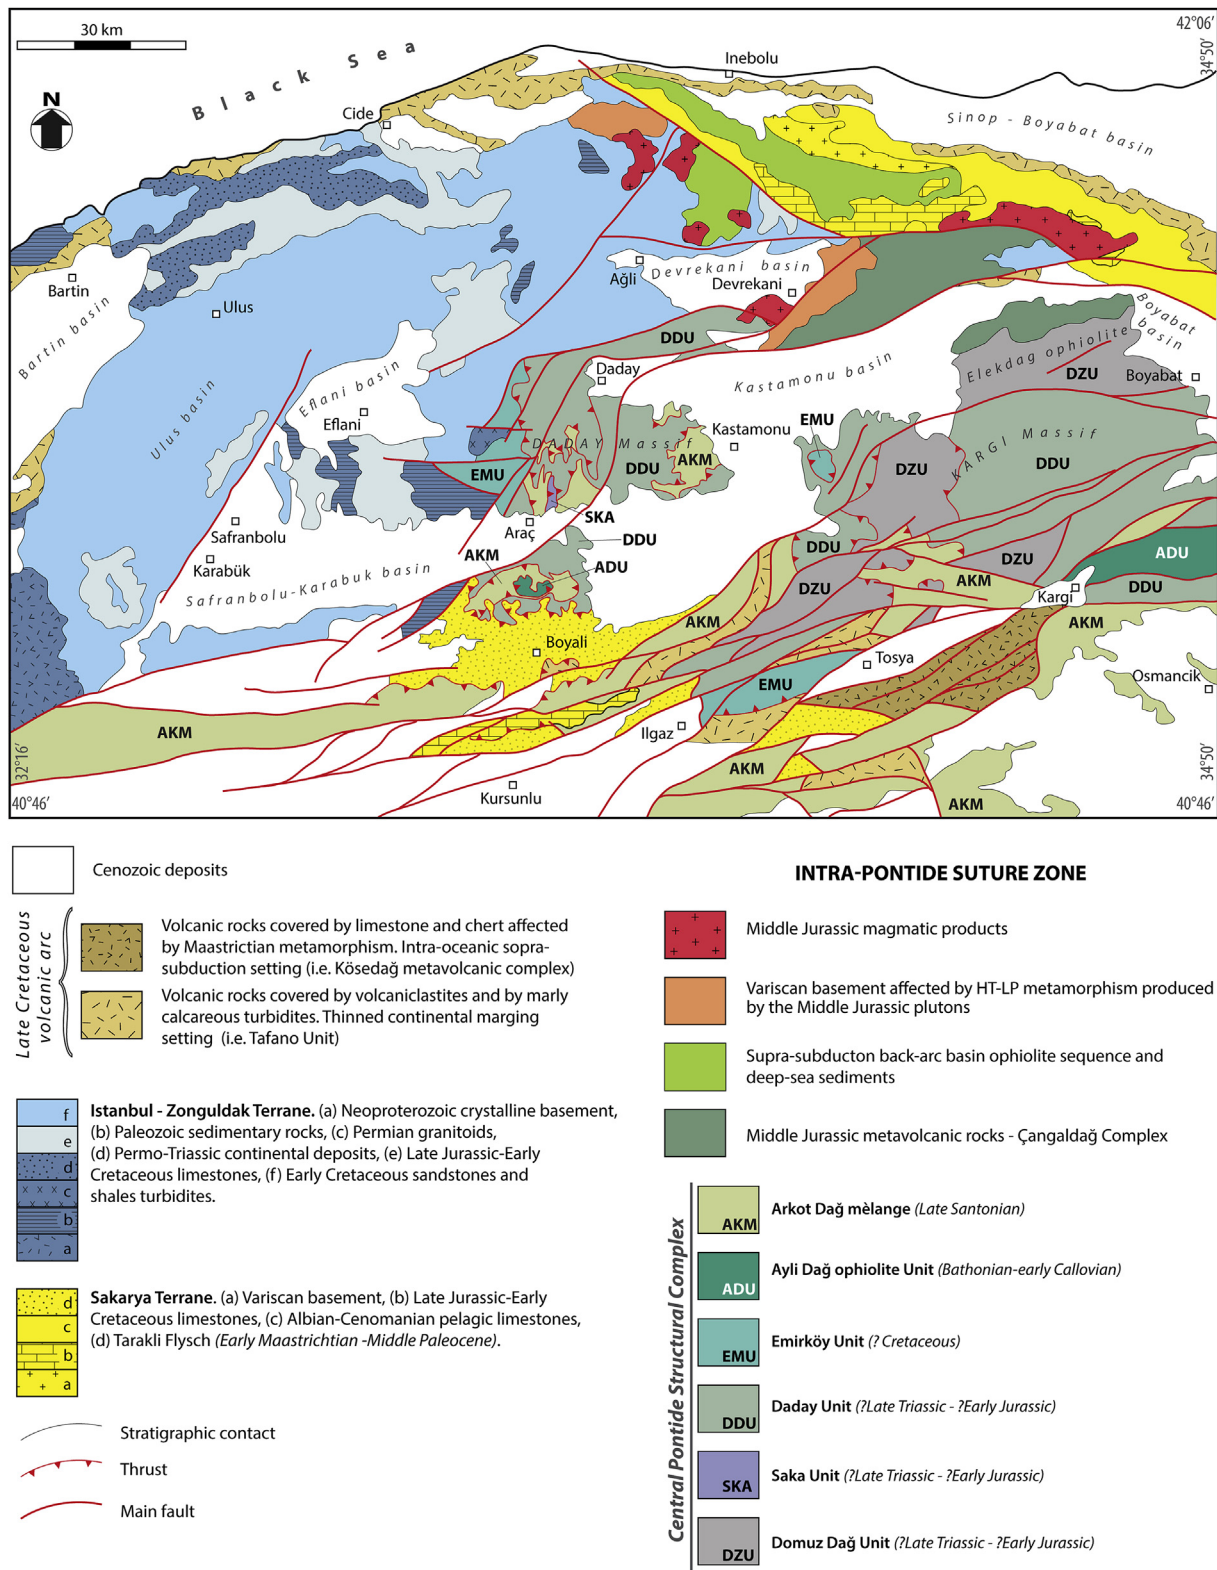 30 km
42°06′
34°50′
Black Sea
Inebolu
N
Cide
Sinop - Boyabat basin
Bartin
Ağli
Devrekani basin
Devrekani
Ulus
Bartin basin
Boyabat basin
DDU
Elekdag ophiolite
Daday
Kastamonu basin
DZU
Boyabat
Eflani basin
Ulus basin
Eflani
EMU
Kastamonu
DADAY Massif
KARGI Massif
EMU
DDU
AKM
DZU
DDU
SKA
Safranbolu
Araç
DDU
AKM
DDU
ADU
Karabük
ADU
DZU
AKM
DDU
Safranbolu-Karabuk basin
DZU
Kargi
AKM
AKM
Boyali
Tosya
EMU
Osmancik
AKM
Ilgaz
32°16′
AKM
34°50′
40°46′
Kursunlu
AKM
40°46′
Cenozoic deposits
Late Cretaceous
volcanic arc
Volcanic rocks covered by limestone and chert affected
by Maastrictian metamorphism. Intra-oceanic sopra-
subduction setting (i.e. Kösedağ metavolcanic complex)
Volcanic rocks covered by volcaniclastites and by marly
calcareous turbidites. Thinned continental marging
setting (i.e. Tafano Unit)
f
e
d
c
b
a
Istanbul - Zonguldak Terrane. (a) Neoproterozoic crystalline basement,
(b) Paleozoic sedimentary rocks, (c) Permian granitoids,
(d) Permo-Triassic continental deposits, (e) Late Jurassic-Early
Cretaceous limestones, (f) Early Cretaceous sandstones and
shales turbidites.
d
c
b
a
Sakarya Terrane. (a) Variscan basement, (b) Late Jurassic-Early
Cretaceous limestones, (c) Albian-Cenomanian pelagic limestones,
(d) Tarakli Flysch (Early Maastrichtian -Middle Paleocene).
Stratigraphic contact
Thrust
Main fault
INTRA-PONTIDE SUTURE ZONE
Middle Jurassic magmatic products
Variscan basement affected by HT-LP metamorphism produced
by the Middle Jurassic plutons
Supra-subducton back-arc basin ophiolite sequence and
deep-sea sediments
Middle Jurassic metavolcanic rocks - Çangaldağ Complex
Central Pontide Structural Complex
AKM
Arkot Dağ mèlange (Late Santonian)
ADU
Ayli Dağ ophiolite Unit (Bathonian-early Callovian)
EMU
Emirköy Unit (? Cretaceous)
DDU
Daday Unit (?Late Triassic - ?Early Jurassic)
SKA
Saka Unit (?Late Triassic - ?Early Jurassic)
DZU
Domuz Dağ Unit (?Late Triassic - ?Early Jurassic)